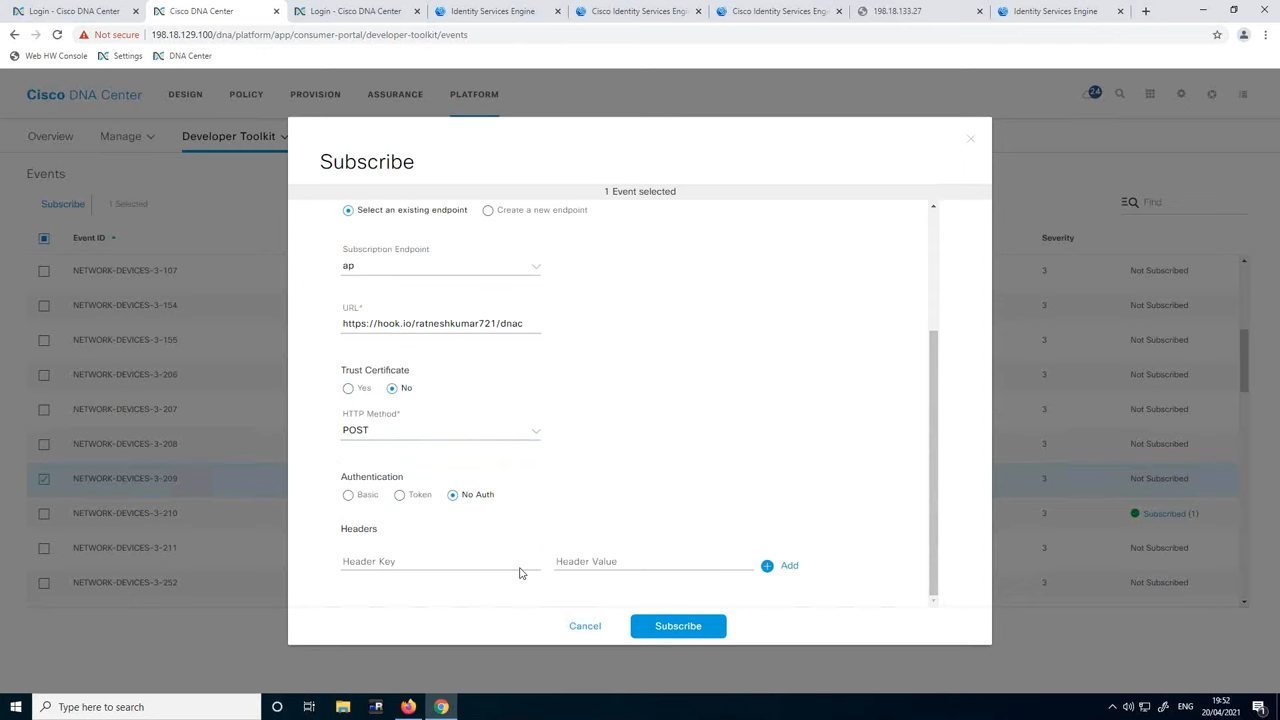 Login - Cisco DNA Center
Cisco DNA Center
Login - Cisco DNA Center
Identity Services Engine
Cisco Identity Services Engine
Cisco Identity Services Engine
198.18.133.27
Identity Services Engine
Not secure
198.18.129.100/dna/platform/app/consumer-portal/developer-toolkit/events
Web HW Console
Settings
DNA Center
Cisco DNA Center
DESIGN
POLICY
PROVISION
ASSURANCE
PLATFORM
24
Overview
Manage
Developer Toolkit
Events
Subscribe
1 Selected
Find
Event ID
Severity
NETWORK-DEVICES-3-107
3
Not Subscribed
NETWORK-DEVICES-3-154
3
Not Subscribed
NETWORK-DEVICES-3-155
3
Not Subscribed
NETWORK-DEVICES-3-206
3
Not Subscribed
NETWORK-DEVICES-3-207
3
Not Subscribed
NETWORK-DEVICES-3-208
3
Not Subscribed
NETWORK-DEVICES-3-209
3
Not Subscribed
NETWORK-DEVICES-3-210
3
Subscribed (1)
NETWORK-DEVICES-3-211
3
Not Subscribed
NETWORK-DEVICES-3-252
3
Not Subscribed
Subscribe
1 Event selected
Select an existing endpoint
Create a new endpoint
Subscription Endpoint
ap
URL*
https://hook.io/ratneshkumar721/dnac
Trust Certificate
Yes
No
HTTP Method*
POST
Authentication
Basic
Token
No Auth
Headers
Header Key
Header Value
Add
Cancel
Subscribe
Type here to search
ENG
19:52
20/04/2021
1